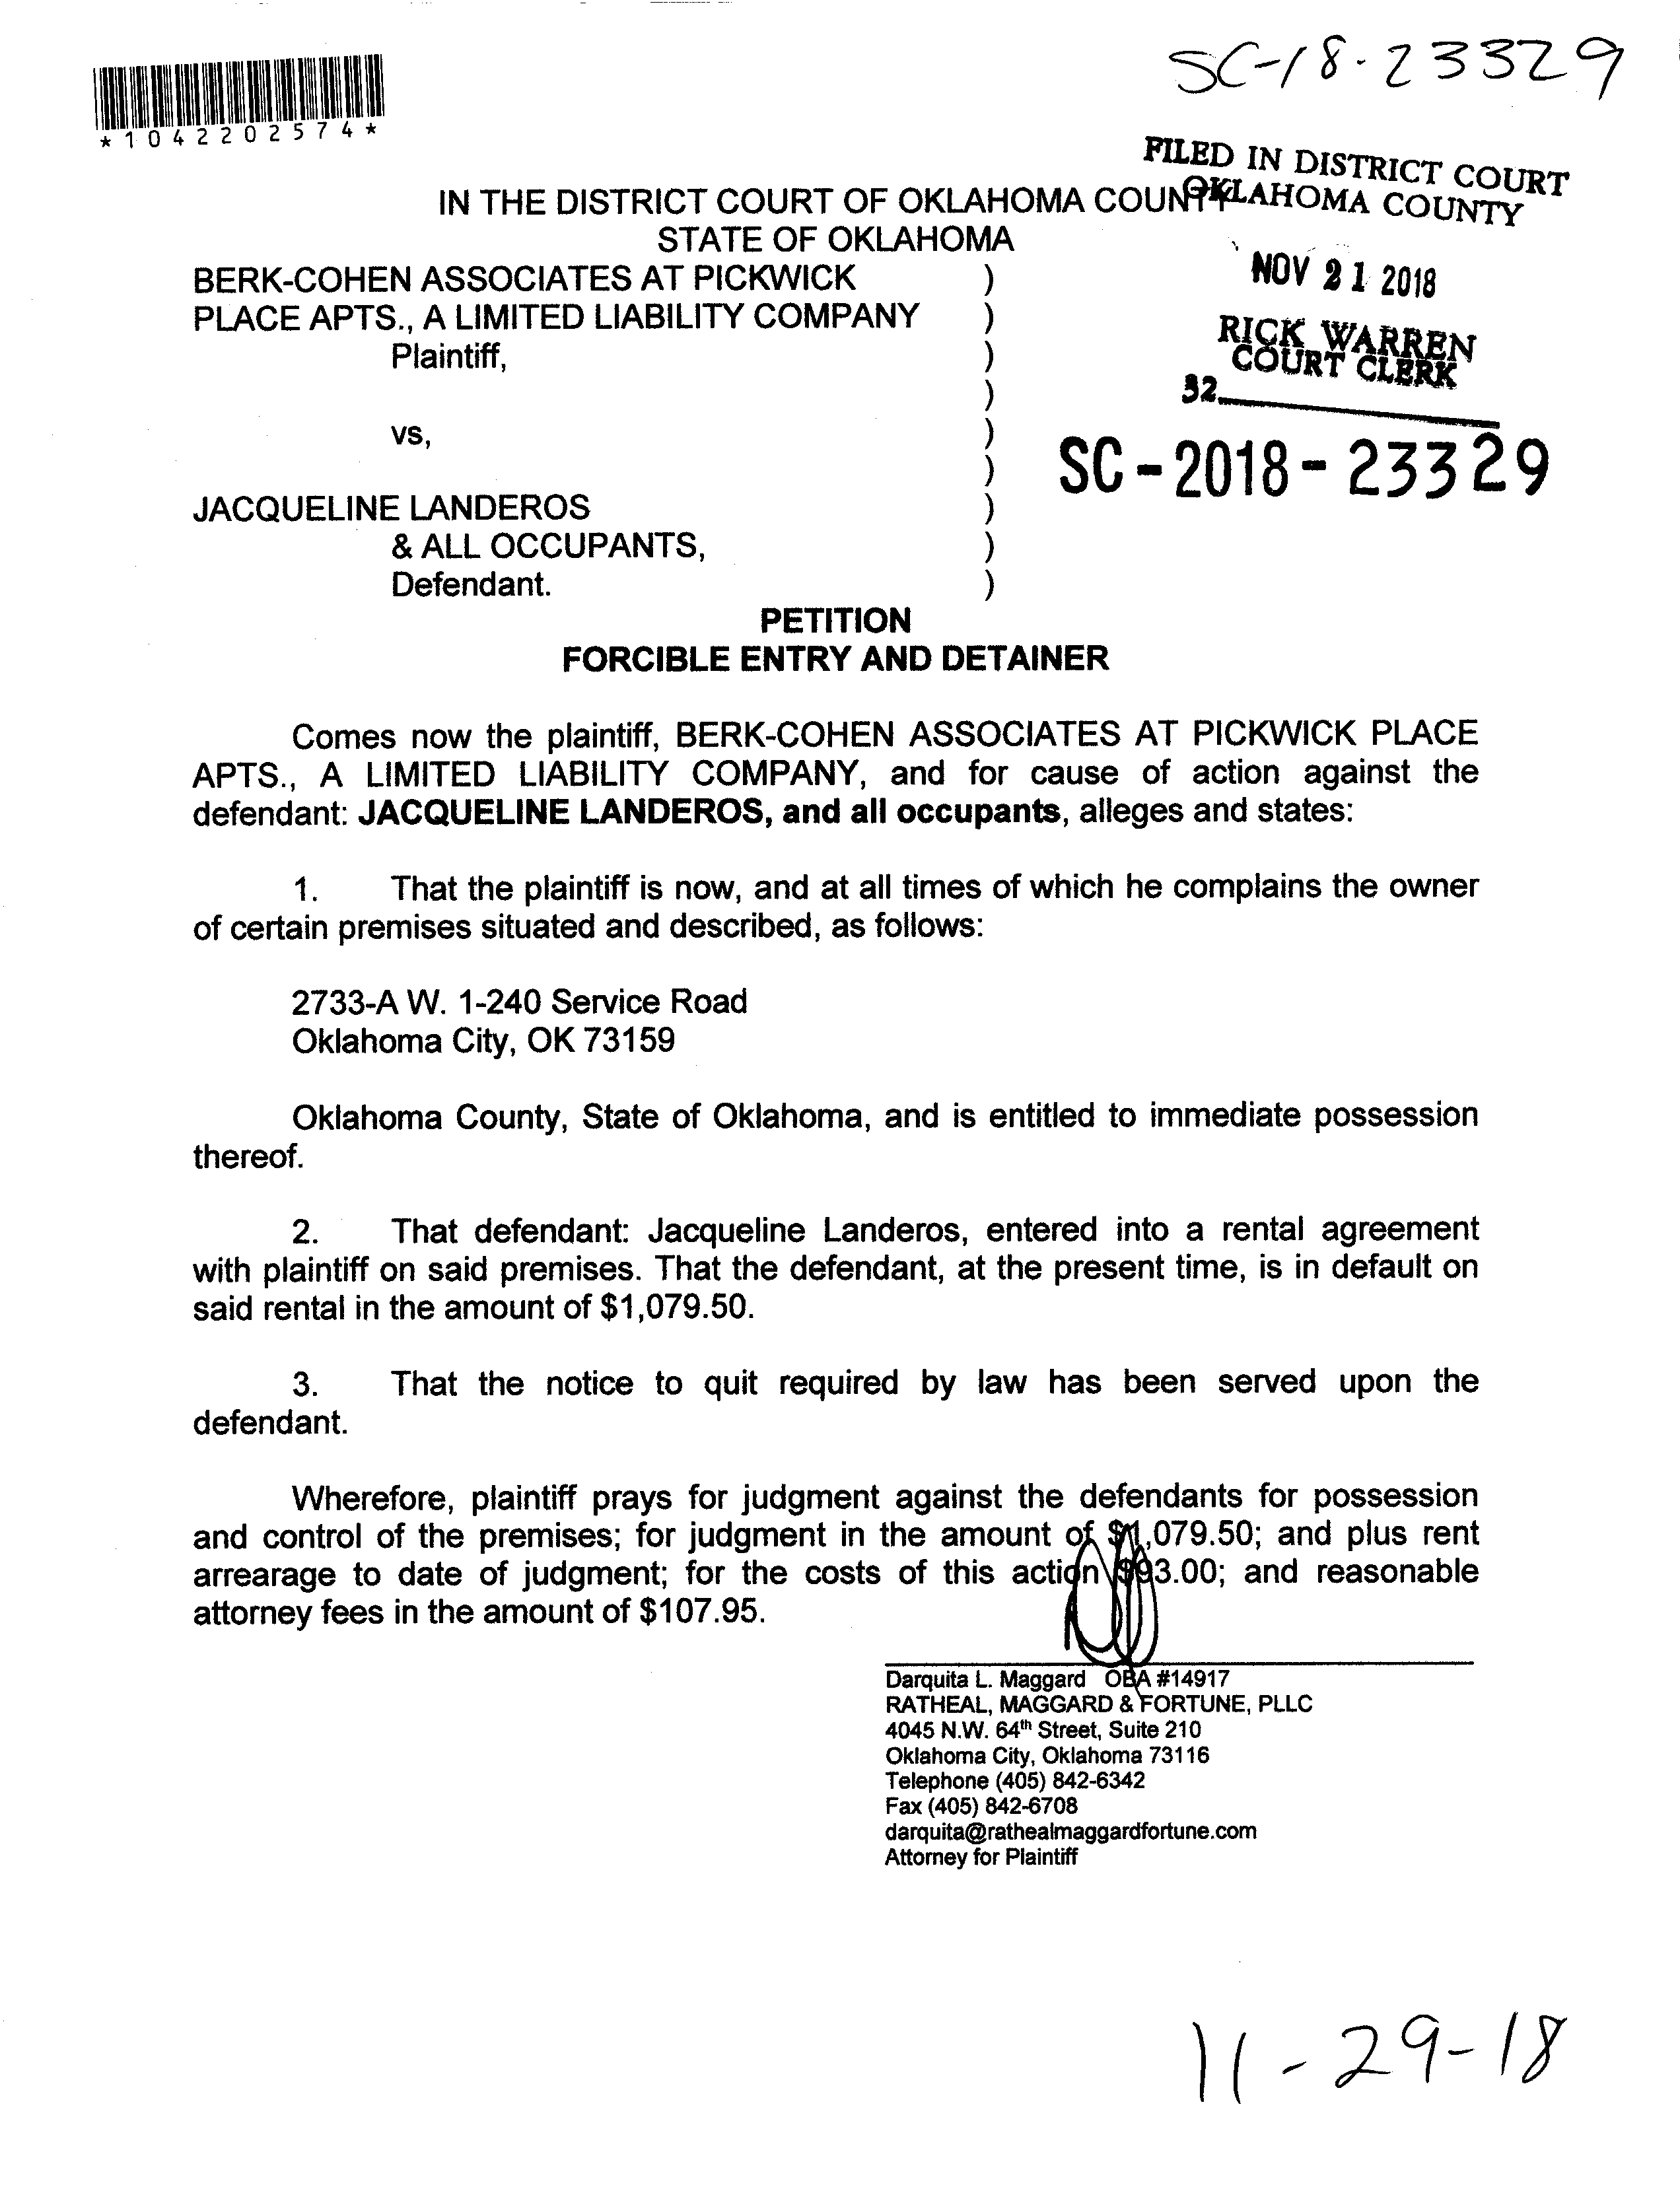 SC-18-23329
*1042202574*
FILED IN DISTRICT COURT
OKLAHOMA COUNTY
IN THE DISTRICT COURT OF OKLAHOMA COUNTY
STATE OF OKLAHOMA
NOV 21 2018
RICK WARREN
COURT CLERK
32
SC-2018-23329
BERK-COHEN ASSOCIATES AT PICKWICK )
PLACE APTS., A LIMITED LIABILITY COMPANY )
Plaintiff, )
)
vs, )
)
JACQUELINE LANDEROS )
& ALL OCCUPANTS, )
Defendant. )
PETITION
FORCIBLE ENTRY AND DETAINER
Comes now the plaintiff, BERK-COHEN ASSOCIATES AT PICKWICK PLACE
APTS., A LIMITED LIABILITY COMPANY, and for cause of action against the
defendant: JACQUELINE LANDEROS, and all occupants, alleges and states:
1. That the plaintiff is now, and at all times of which he complains the owner
of certain premises situated and described, as follows:
2733-A W. 1-240 Service Road
Oklahoma City, OK 73159
Oklahoma County, State of Oklahoma, and is entitled to immediate possession
thereof.
2. That defendant: Jacqueline Landeros, entered into a rental agreement
with plaintiff on said premises. That the defendant, at the present time, is in default on
said rental in the amount of $1,079.50.
3. That the notice to quit required by law has been served upon the
defendant.
Wherefore, plaintiff prays for judgment against the defendants for possession
and control of the premises; for judgment in the amount of $1,079.50; and plus rent
arrearage to date of judgment; for the costs of this action $93.00; and reasonable
attorney fees in the amount of $107.95.
Darquita L. Maggard OBA #14917
RATHEAL, MAGGARD & FORTUNE, PLLC
4045 N.W. 64th Street, Suite 210
Oklahoma City, Oklahoma 73116
Telephone (405) 842-6342
Fax (405) 842-6708
darquita@rathealmaggardfortune.com
Attorney for Plaintiff
11-29-18